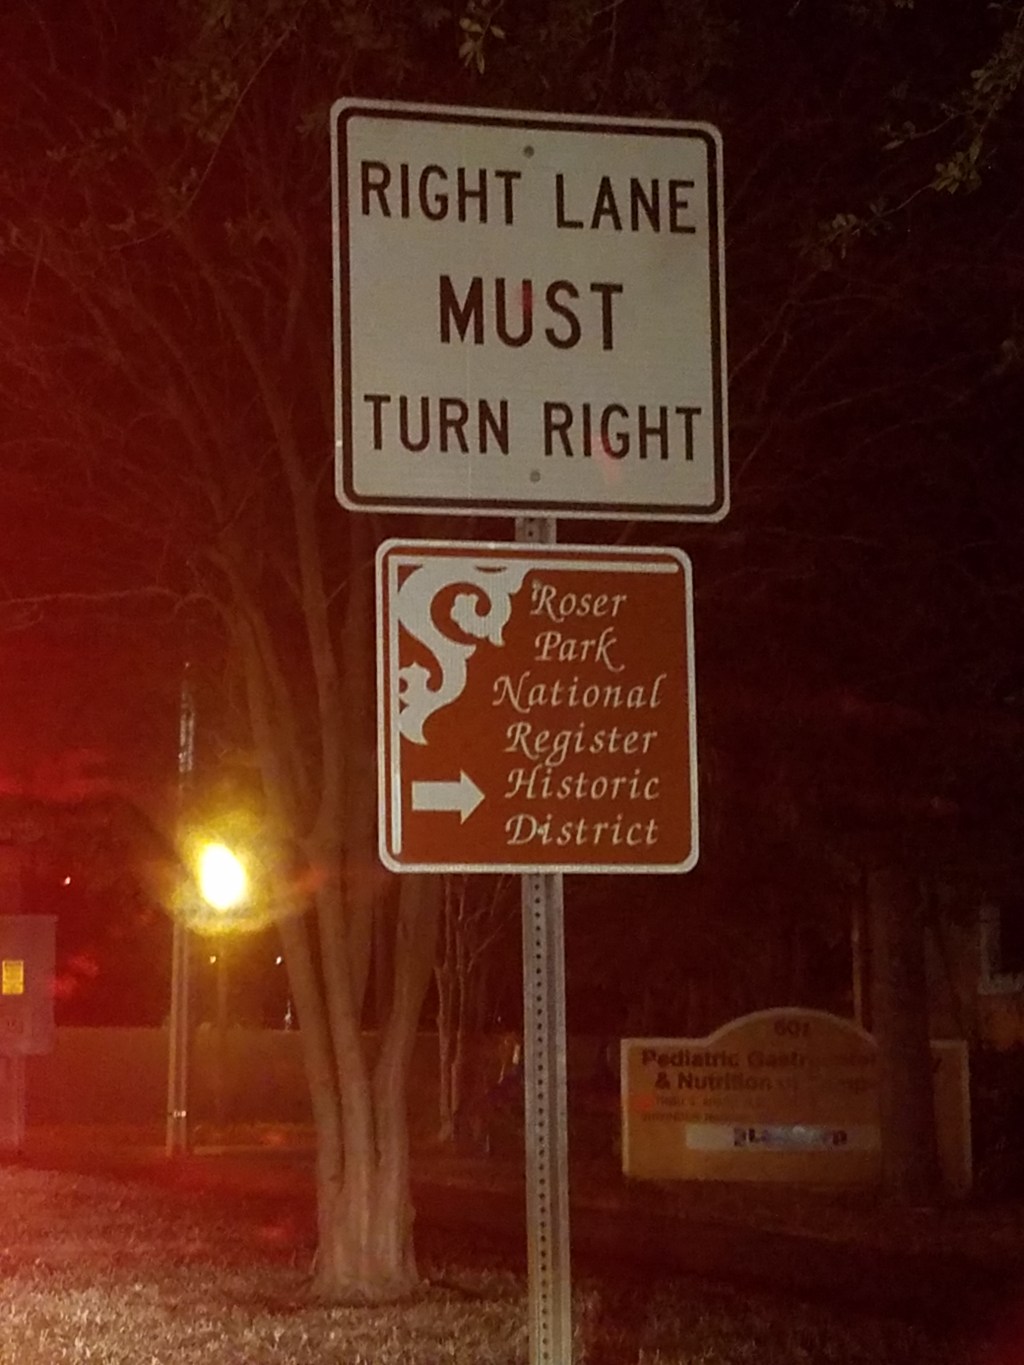 RIGHT LANE
MUST
TURN RIGHT
Roser
Park
National
Register
Historic
District
601
Pediatric
& Nutrition